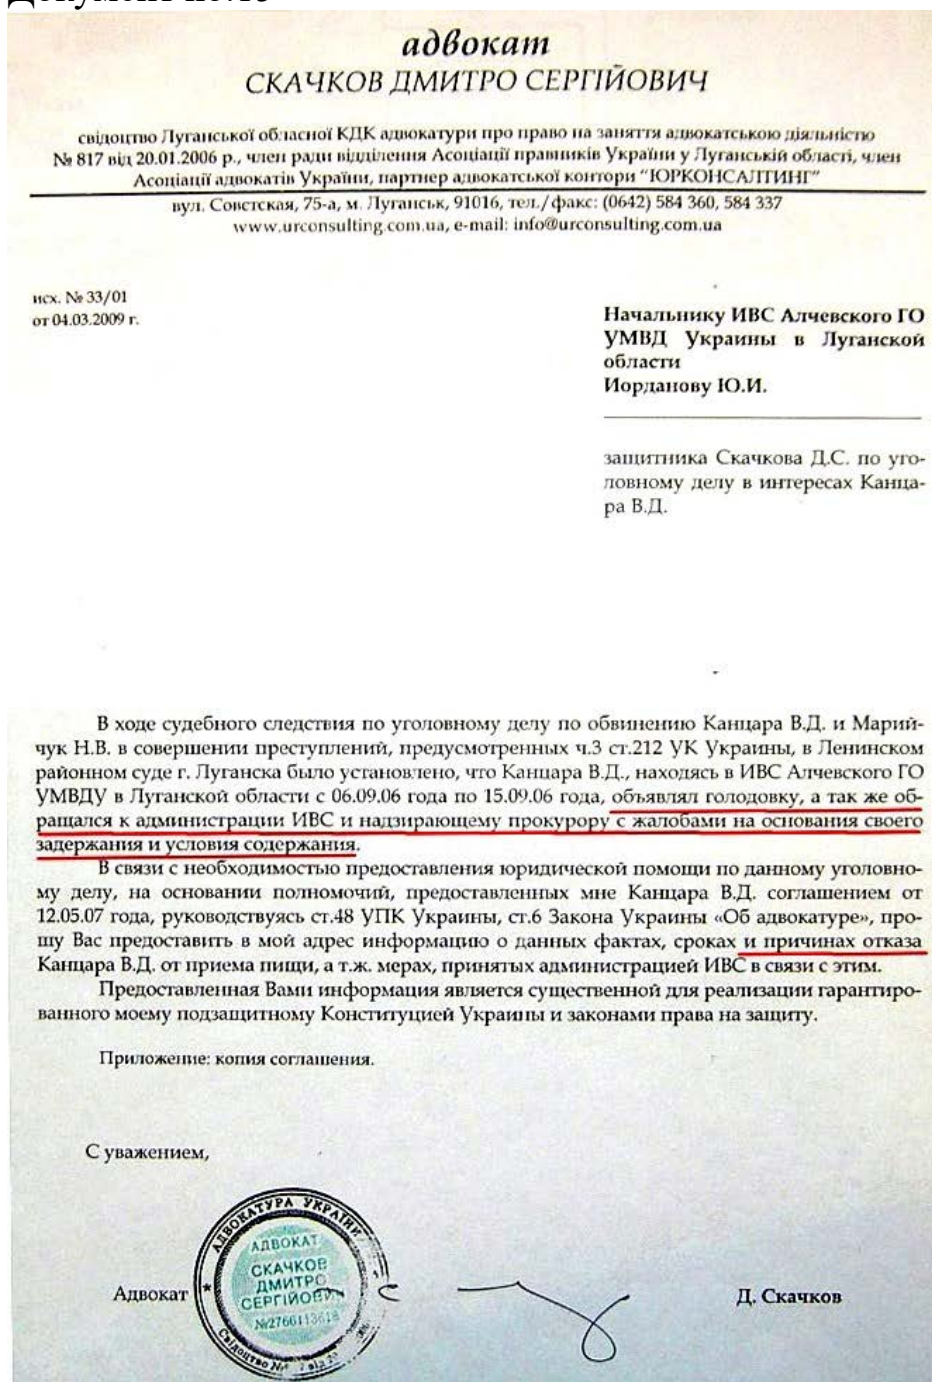 адвокат
СКАЧКОВ ДМИТРО СЕРГІЙОВИЧ
свідоцтво Луганської обласної КДК адвокатури про право на заняття адвокатською діяльністю
№ 817 від 20.01.2006 р., член ради відділення Асоціації правників України у Луганській області, член
Асоціації адвокатів України, партнер адвокатської контори "ЮРКОНСАЛТИНГ"
вул. Советская, 75-а, м. Луганськ, 91016, тел./факс: (0642) 584 360, 584 337
www.urconsulting.com.ua, e-mail: info@urconsulting.com.ua
исх. № 33/01
от 04.03.2009 г.
Начальнику ИВС Алчевского ГО
УМВД Украины в Луганской
области
Иорданову Ю.И.
защитника Скачкова Д.С. по уго-
ловному делу в интересах Канца-
ра В.Д.
В ходе судебного следствия по уголовному делу по обвинению Канцара В.Д. и Марий-
чук Н.В. в совершении преступлений, предусмотренных ч.3 ст.212 УК Украины, в Ленинском
районном суде г. Луганска было установлено, что Канцара В.Д., находясь в ИВС Алчевского ГО
УМВДУ в Луганской области с 06.09.06 года по 15.09.06 года, объявлял голодовку, а так же об-
ращался к администрации ИВС и надзирающему прокурору с жалобами на основания своего
задержания и условия содержания.
В связи с необходимостью предоставления юридической помощи по данному уголовно-
му делу, на основании полномочий, предоставленных мне Канцара В.Д. соглашением от
12.05.07 года, руководствуясь ст.48 УПК Украины, ст.6 Закона Украины «Об адвокатуре», про-
шу Вас предоставить в мой адрес информацию о данных фактах, сроках и причинах отказа
Канцара В.Д. от приема пищи, а т.ж. мерах, принятых администрацией ИВС в связи с этим.
Предоставленная Вами информация является существенной для реализации гарантиро-
ванного моему подзащитному Конституцией Украины и законами права на защиту.
Приложение: копия соглашения.
С уважением,
АДВОКАТУРА УКРАЇНИ
АДВОКАТ
СКАЧКОВ
ДМИТРО
СЕРГІЙОВИЧ
Свідоцтво №
Адвокат
Д. Скачков